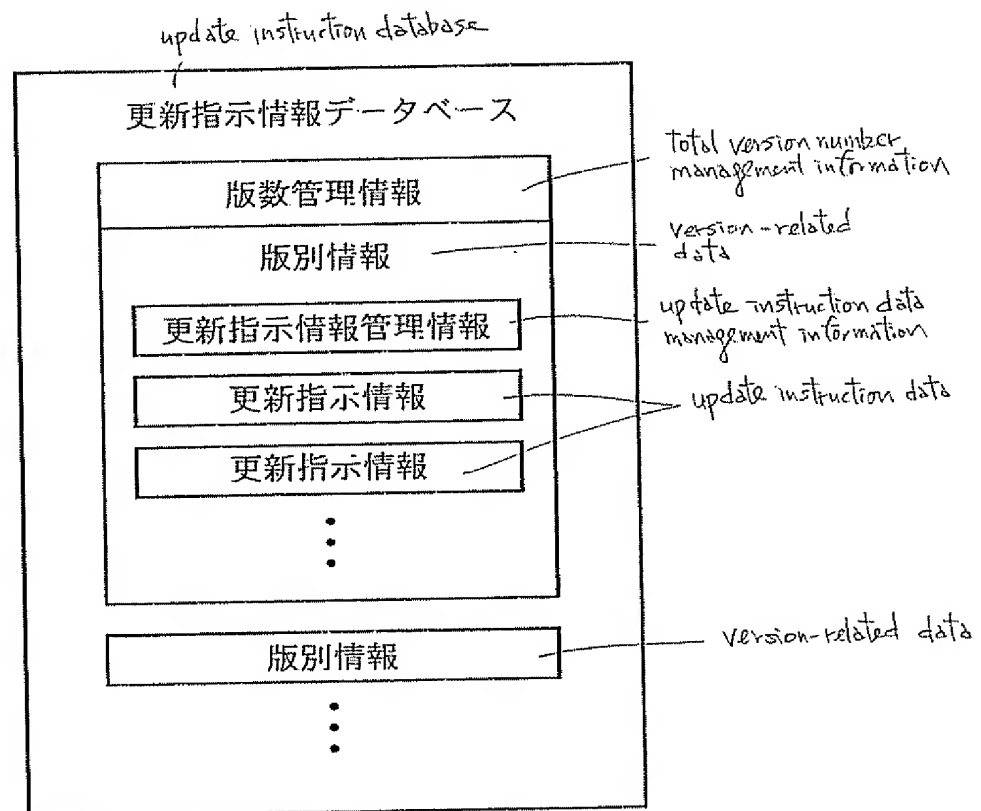 update instruction database
更新指示情報データベース
版数管理情報
total version number
management information
版別情報
version-related
data
更新指示情報管理情報
update instruction data
management information
更新指示情報
update instruction data
更新指示情報
版別情報
version-related data